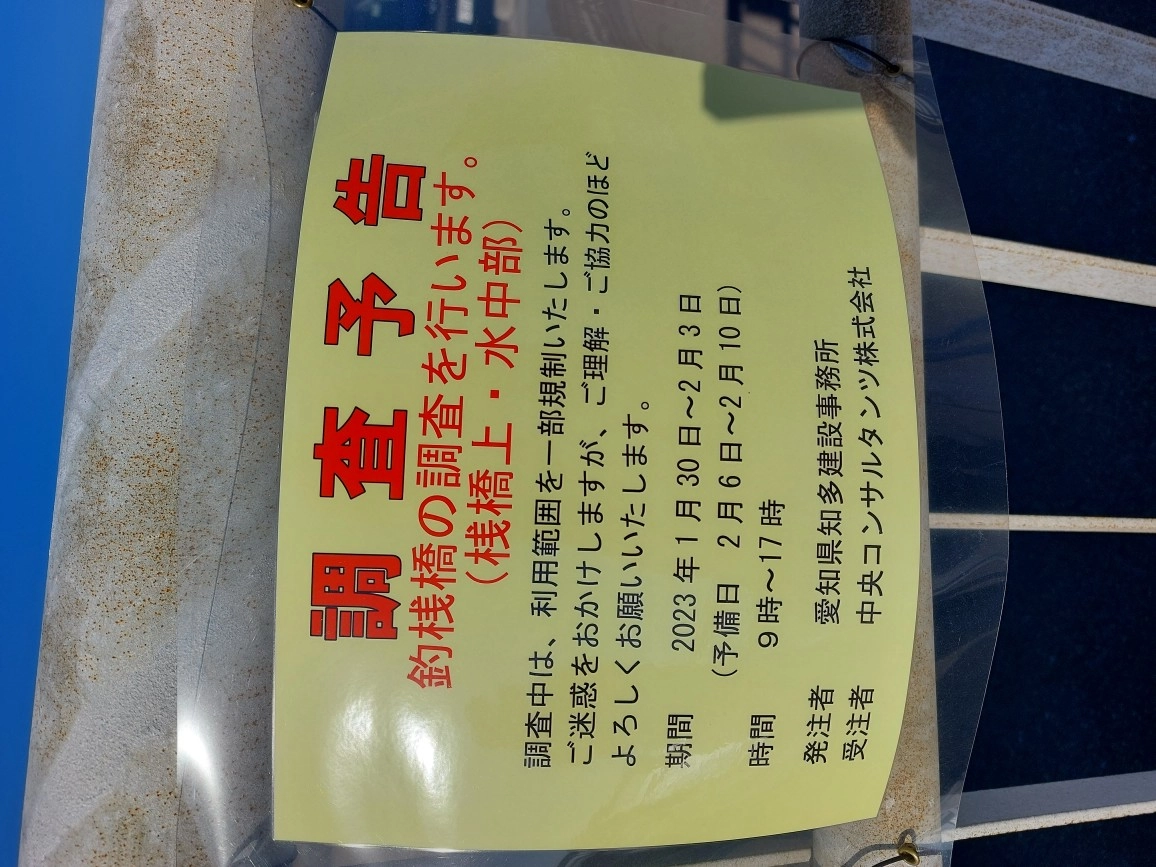 調査予告
釣桟橋の調査を行います。
（桟橋上・水中部）
調査中は、利用範囲を一部規制いたします。
ご迷惑をおかけしますが、ご理解・ご協力のほど
よろしくお願いいたします。
期間　2023年1月30日～2月3日
（予備日　2月6日～2月10日）
時間　9時～17時
発注者　愛知県知多建設事務所
受注者　中央コンサルタンツ株式会社